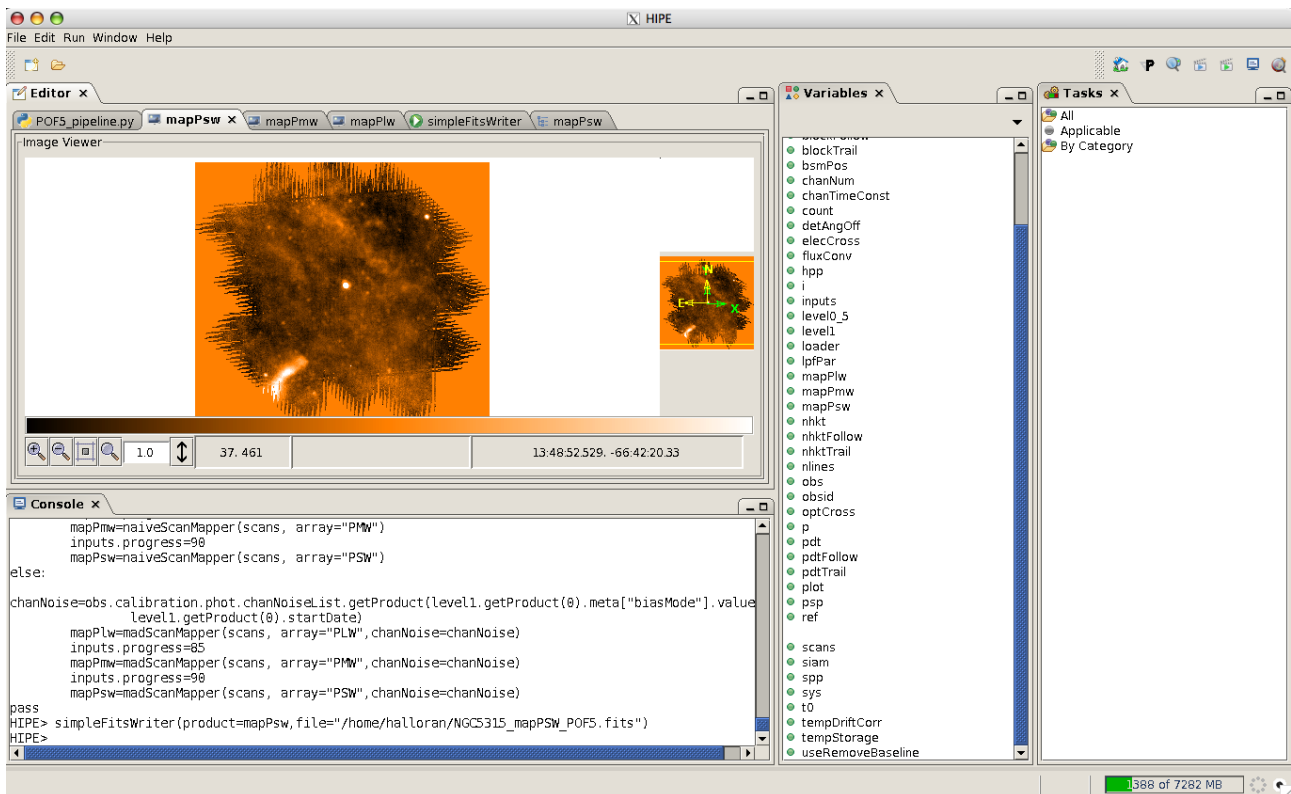 X HIPE
File Edit Run Window Help
Editor x
POF5_pipeline.py mapPsw x mapPmw mapPlw simpleFitsWriter mapPsw
Image Viewer
N
E X
1.0 37. 461 13:48:52.529. -66:42:20.33
Console x
mapPmw=naiveScanMapper(scans, array="PMW")
inputs.progress=90
mapPsw=naiveScanMapper(scans, array="PSW")
else:
chanNoise=obs.calibration.phot.chanNoiseList.getProduct(level1.getProduct(0).meta["biasMode"].value
level1.getProduct(0).startDate)
mapPlw=madScanMapper(scans, array="PLW",chanNoise=chanNoise)
inputs.progress=85
mapPmw=madScanMapper(scans, array="PMW",chanNoise=chanNoise)
inputs.progress=90
mapPsw=madScanMapper(scans, array="PSW",chanNoise=chanNoise)
pass
HIPE> simpleFitsWriter(product=mapPsw,file="/home/halloran/NGC5315_mapPSW_POF5.fits")
HIPE>
Variables x
blockTrail
bsmPos
chanNum
chanTimeConst
count
detAngOff
elecCross
fluxConv
hpp
i
inputs
level0_5
level1
loader
lpfPar
mapPlw
mapPmw
mapPsw
nhkt
nhktFollow
nhktTrail
nlines
obs
obsid
optCross
p
pdt
pdtFollow
pdtTrail
plot
psp
ref
scans
siam
spp
sys
t0
tempDriftCorr
tempStorage
useRemoveBaseline
Tasks x
All
Applicable
By Category
P
1388 of 7282 MB